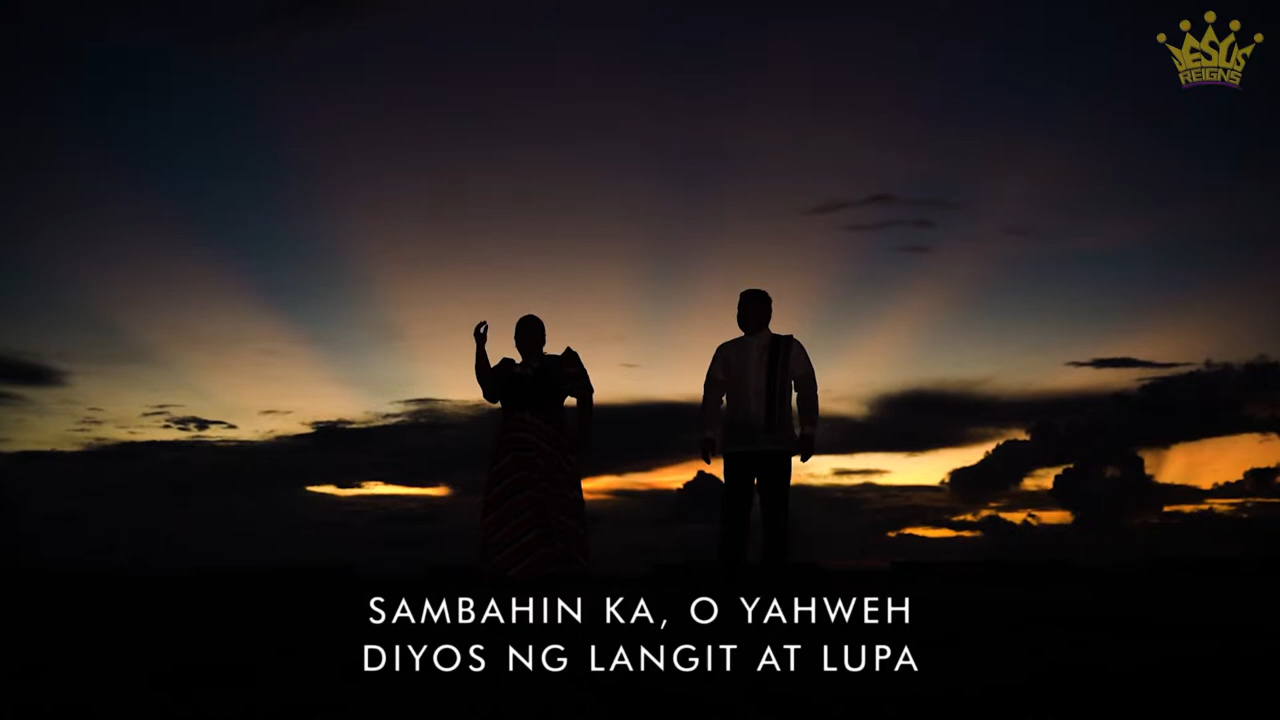 JESUS
REIGNS
SAMBAHIN KA, O YAHWEH
DIYOS NG LANGIT AT LUPA